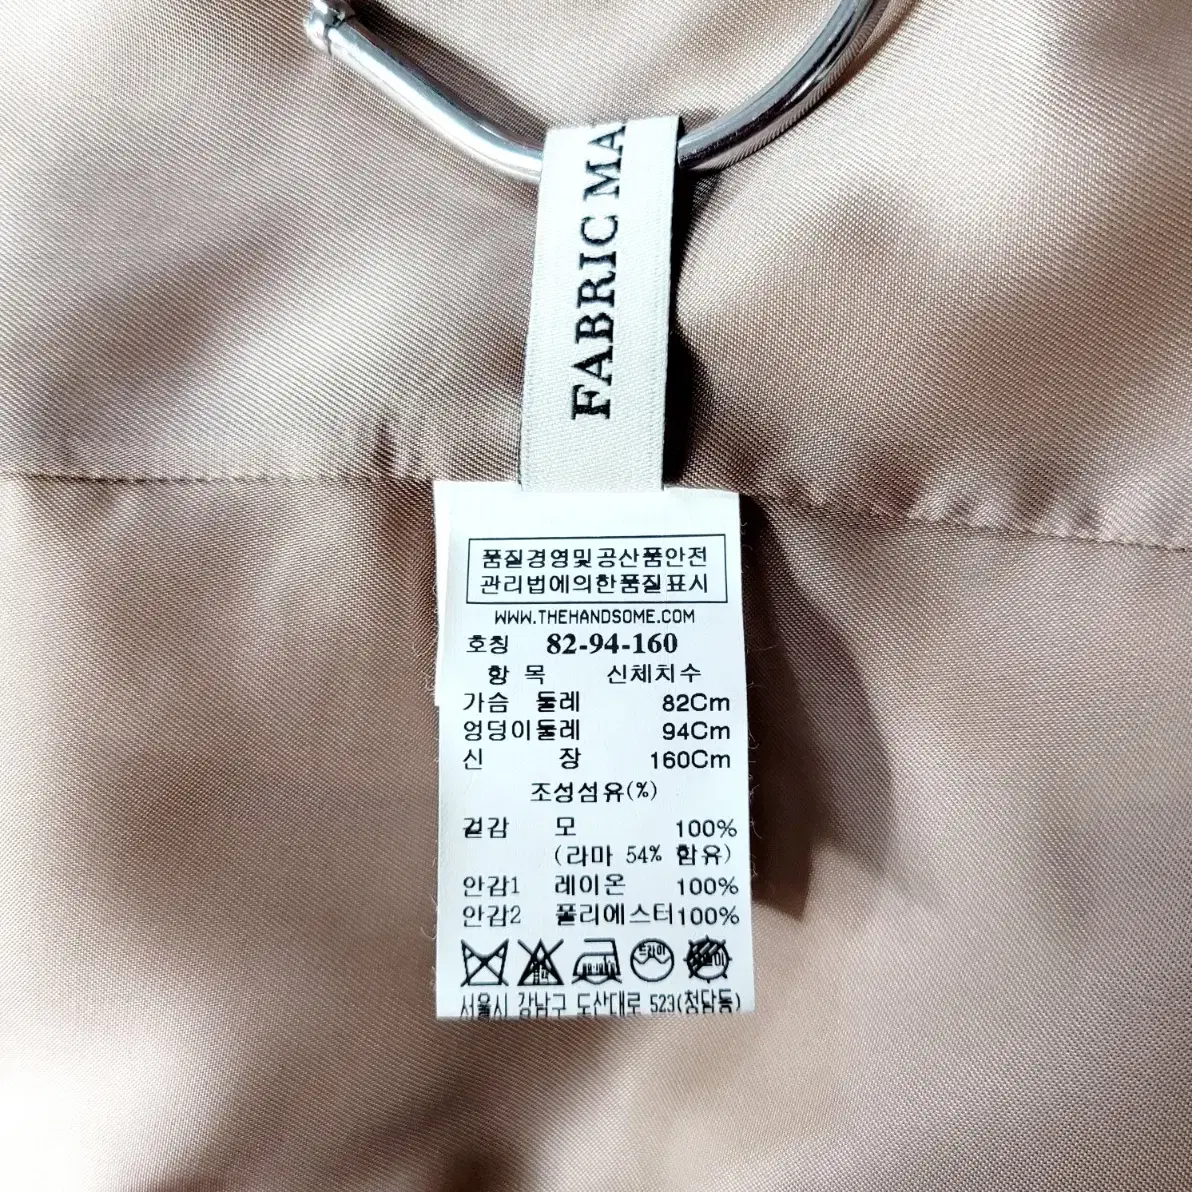 FABRIC MA
품질경영및공산품안전
관리법에의한품질표시
WWW.THEHANDSOME.COM
호칭 82-94-160
항 목 신체치수
가슴 둘레 82Cm
엉덩이둘레 94Cm
신 장 160Cm
조성섬유(%)
겉감 모 100%
(라마 54% 함유)
안감1 레이온 100%
안감2 폴리에스터100%
드라이
서울시 강남구 도산대로 523(청담동)